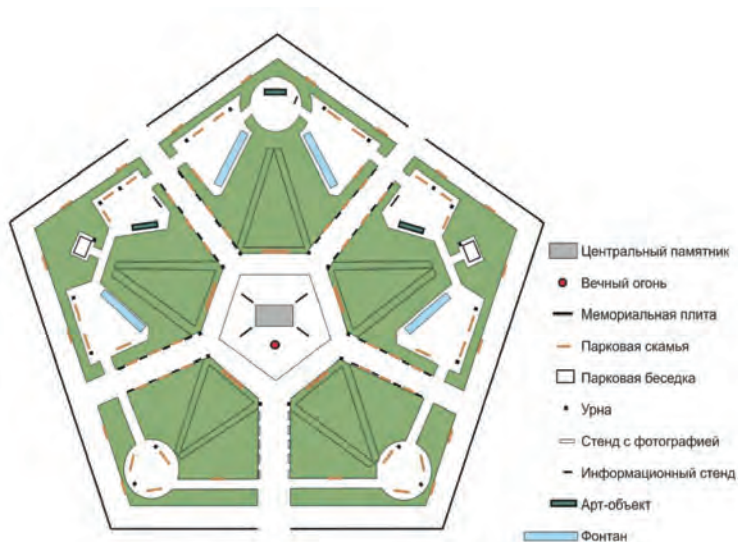 Центральный памятник
Вечный огонь
Мемориальная плита
Парковая скамья
Парковая беседка
Урна
Стенд с фотографией
Информационный стенд
Арт-объект
Фонтан